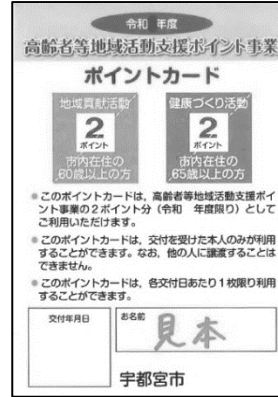 令和 年度
高齢者等地域活動支援ポイント事業
ポイントカード
地域貢献活動
2
ポイント
市内在住の
60歳以上の方
健康づくり活動
2
ポイント
市内在住の
65歳以上の方
●このポイントカードは，高齢者等地域活動支援ポイ
ント事業の2ポイント分（令和 年度限り）として
ご利用いただけます。
●このポイントカードは，交付を受けた本人のみが利用
することができます。なお，他の人に譲渡することは
できません。
●このポイントカードは，各交付日あたり1枚限り利用
することができます。
交付年月日
お名前
見本
宇都宮市